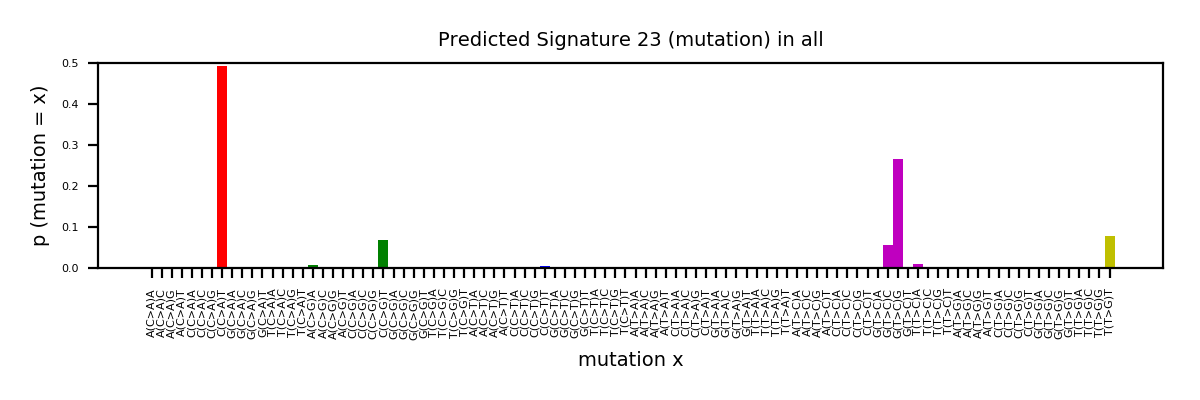 Predicted Signature 23 (mutation) in all
p (mutation = x)
0.5
0.4
0.3
0.2
0.1
0.0
A(C>A)A A(C>A)C A(C>A)G A(C>A)T C(C>A)A C(C>A)C C(C>A)G C(C>A)T G(C>A)A G(C>A)C G(C>A)G G(C>A)T T(C>A)A T(C>A)C T(C>A)G T(C>A)T A(C>G)A A(C>G)C A(C>G)G A(C>G)T C(C>G)A C(C>G)C C(C>G)G C(C>G)T G(C>G)A G(C>G)C G(C>G)G G(C>G)T T(C>G)A T(C>G)C T(C>G)G T(C>G)T A(C>T)A A(C>T)C A(C>T)G A(C>T)T C(C>T)A C(C>T)C C(C>T)G C(C>T)T G(C>T)A G(C>T)C G(C>T)G G(C>T)T T(C>T)A T(C>T)C T(C>T)G T(C>T)T A(T>A)A A(T>A)C A(T>A)G A(T>A)T C(T>A)A C(T>A)C C(T>A)G C(T>A)T G(T>A)A G(T>A)C G(T>A)G G(T>A)T T(T>A)A T(T>A)C T(T>A)G T(T>A)T A(T>C)A A(T>C)C A(T>C)G A(T>C)T C(T>C)A C(T>C)C C(T>C)G C(T>C)T G(T>C)A G(T>C)C G(T>C)G G(T>C)T T(T>C)A T(T>C)C T(T>C)G T(T>C)T A(T>G)A A(T>G)C A(T>G)G A(T>G)T C(T>G)A C(T>G)C C(T>G)G C(T>G)T G(T>G)A G(T>G)C G(T>G)G G(T>G)T T(T>G)A T(T>G)C T(T>G)G T(T>G)T
mutation x